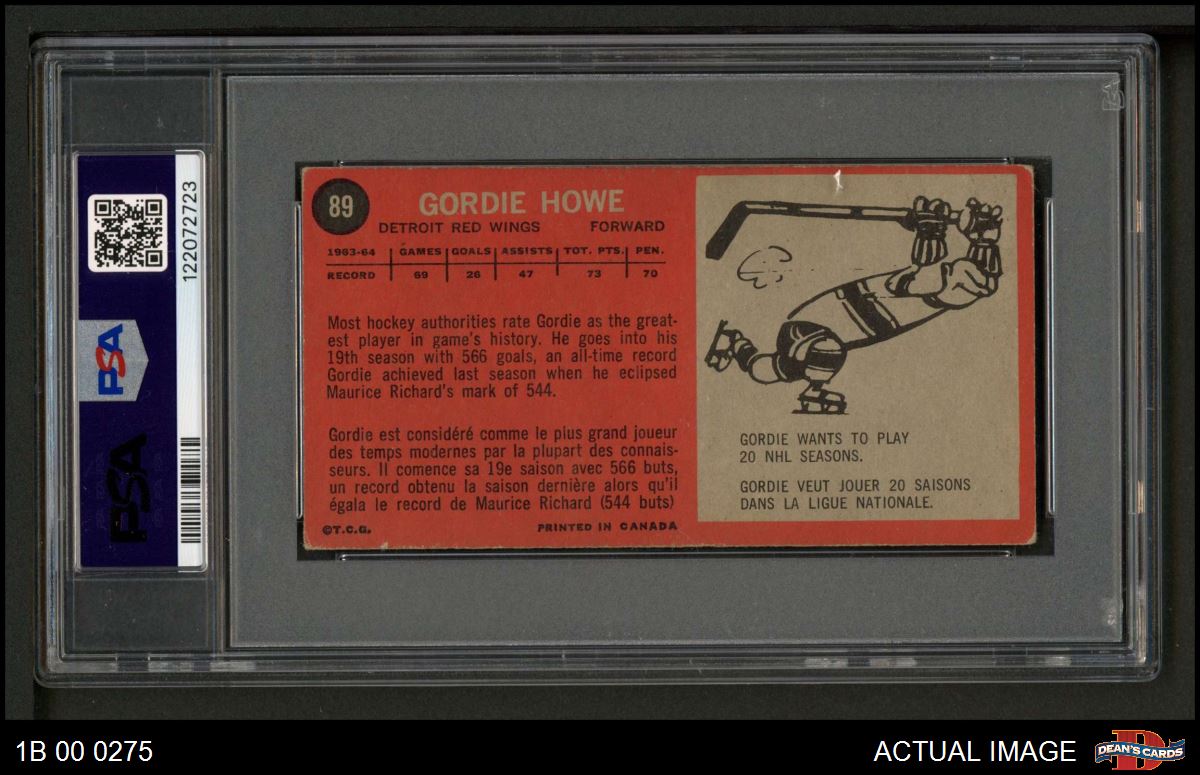 122072723
PSA
PSA
89
GORDIE HOWE
DETROIT RED WINGS FORWARD
1963-64 GAMES GOALS ASSISTS TOT. PTS. PEN.
RECORD 69 26 47 73 70
Most hockey authorities rate Gordie as the great-
est player in game's history. He goes into his
19th season with 566 goals, an all-time record
Gordie achieved last season when he eclipsed
Maurice Richard's mark of 544.
Gordie est considéré comme le plus grand joueur
des temps modernes par la plupart des connais-
seurs. Il comence sa 19e saison avec 566 buts,
un record obtenu la saison dernière alors qu'il
égala le record de Maurice Richard (544 buts)
©T.C.G. PRINTED IN CANADA
GORDIE WANTS TO PLAY
20 NHL SEASONS.
GORDIE VEUT JOUER 20 SAISONS
DANS LA LIGUE NATIONALE.
1B 00 0275
ACTUAL IMAGE
DEAN'S CARDS